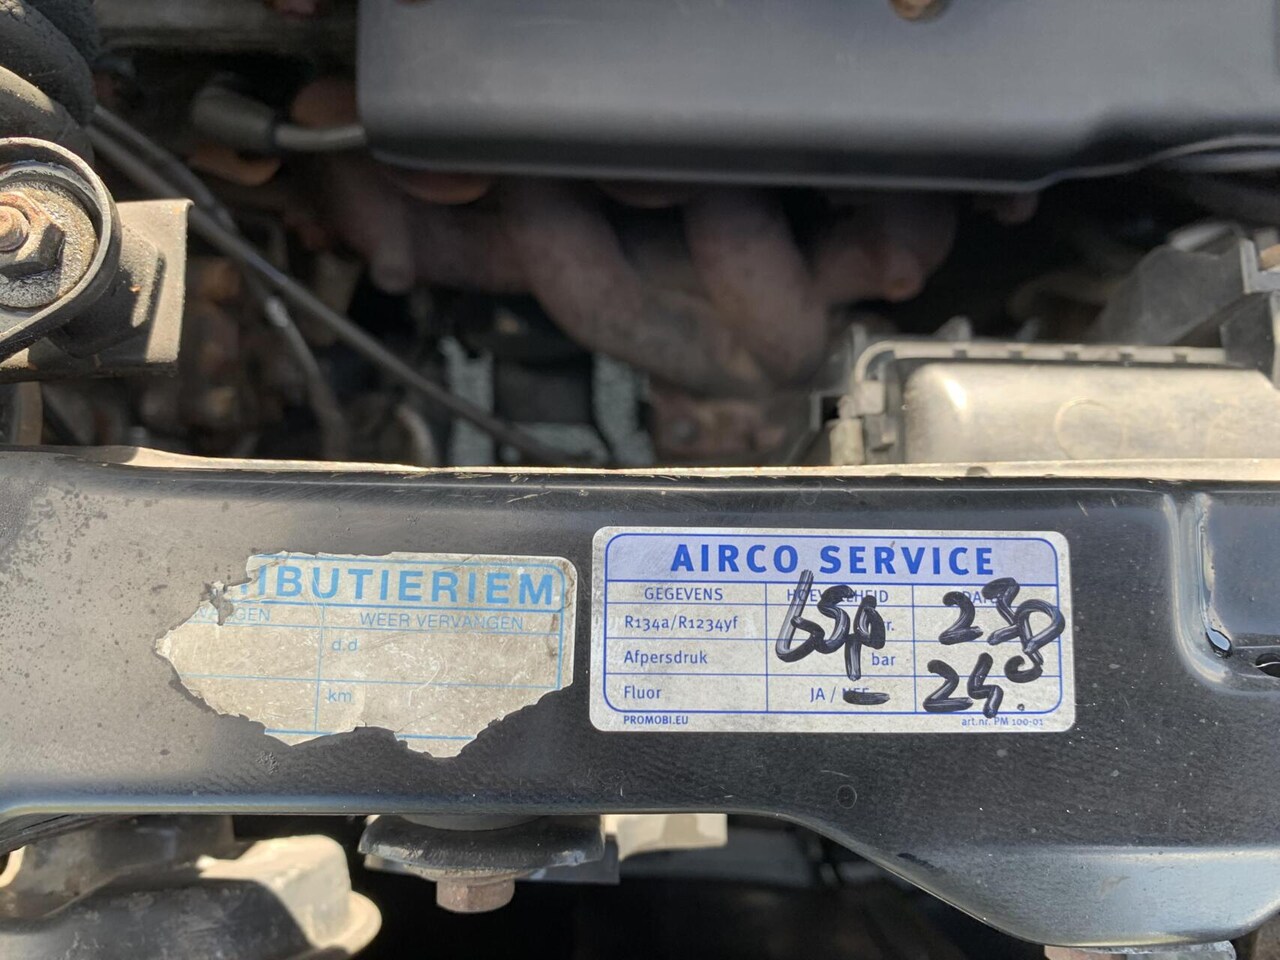 IBUTIERIEM
WEER VERVANGEN
d.d
km
AIRCO SERVICE
GEGEVENS
R134a/R1234yf
gr.
Afpersdruk
bar
Fluor
JA /
PROMOBI.EU
art.nr. PM 100-01